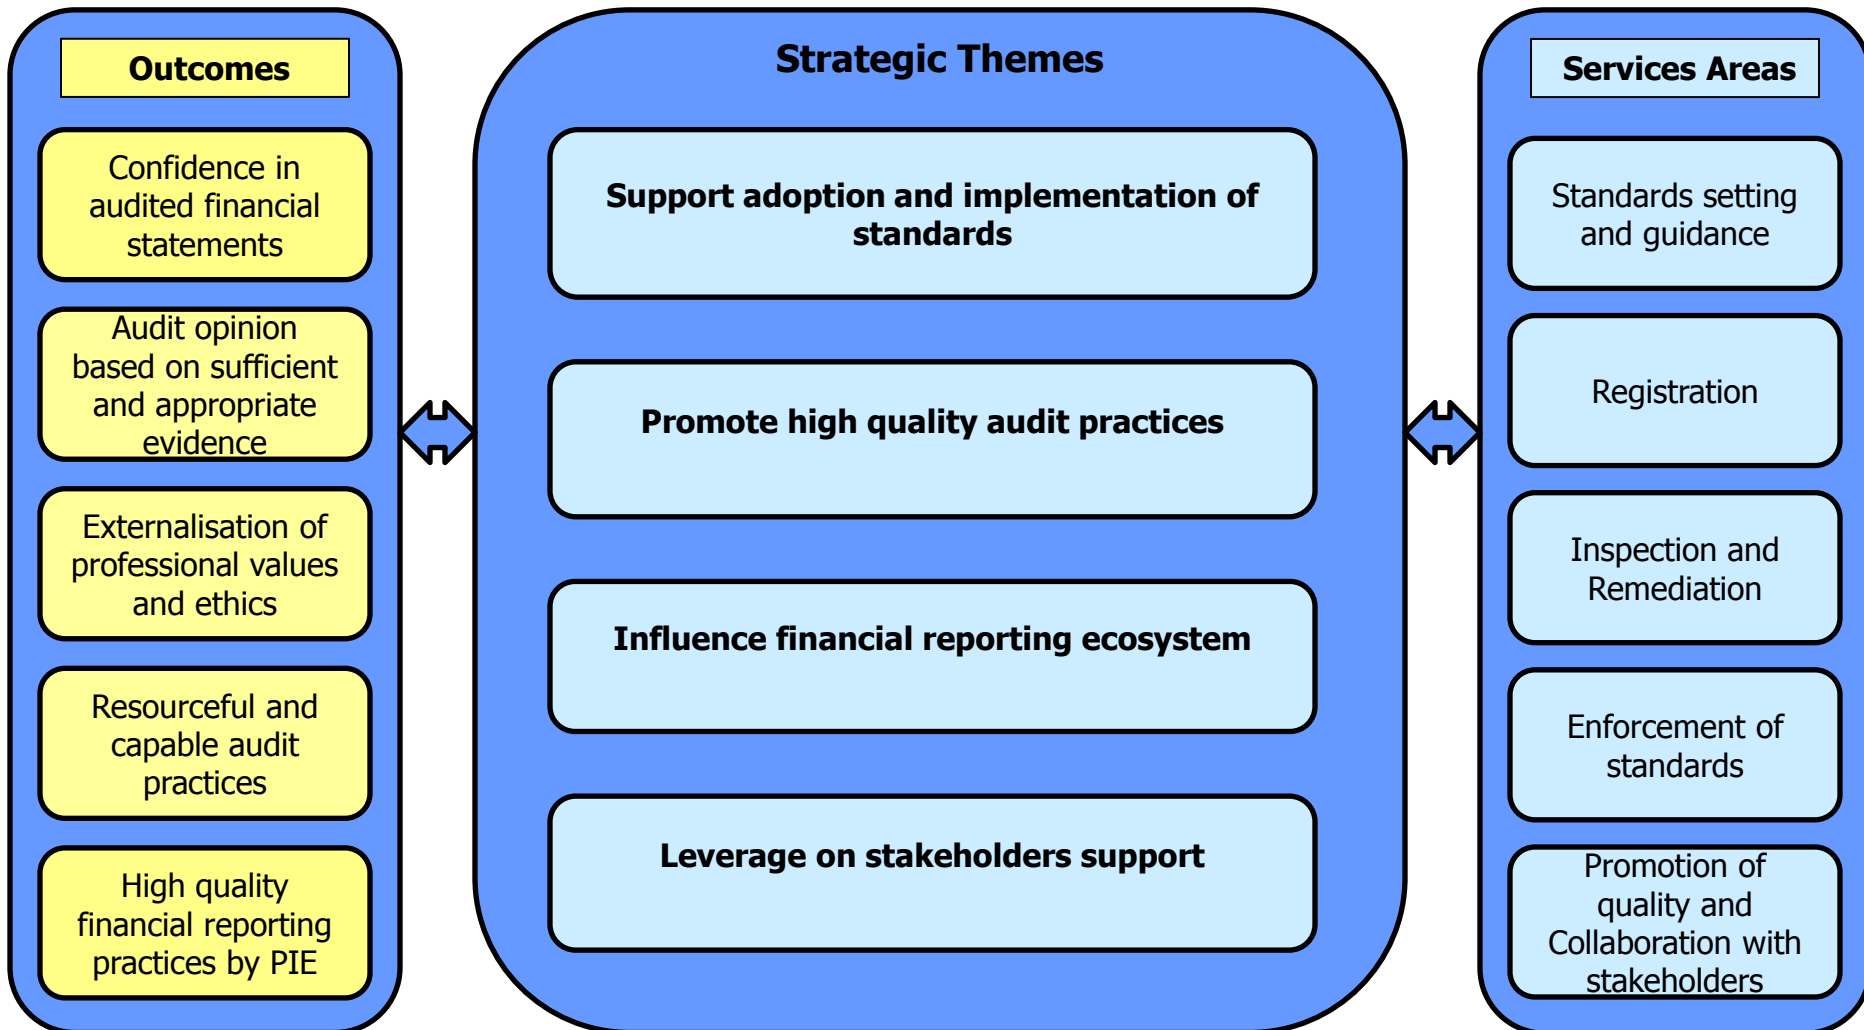 Outcomes
Confidence in
audited financial
statements
Audit opinion
based on sufficient
and appropriate
evidence
Externalisation of
professional values
and ethics
Resourceful and
capable audit
practices
High quality
financial reporting
practices by PIE
Strategic Themes
Support adoption and implementation of
standards
Promote high quality audit practices
Influence financial reporting ecosystem
Leverage on stakeholders support
Services Areas
Standards setting
and guidance
Registration
Inspection and
Remediation
Enforcement of
standards
Promotion of
quality and
Collaboration with
stakeholders